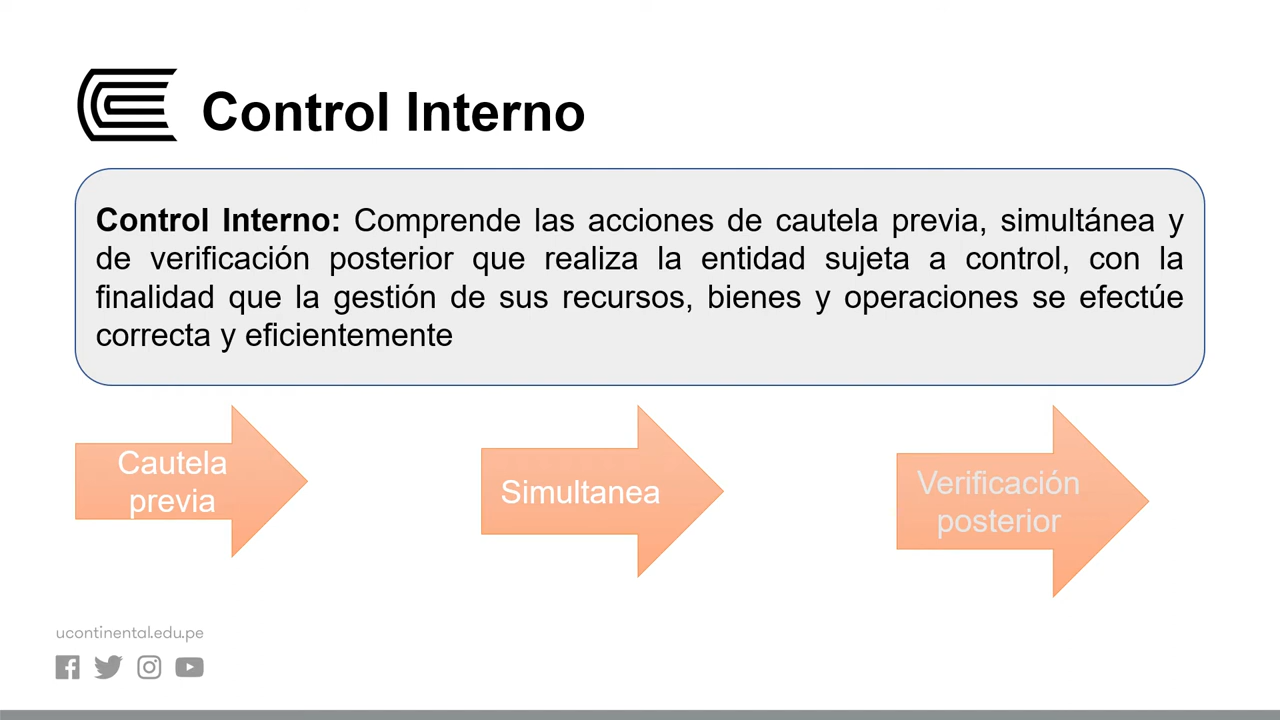 Control Interno
Control Interno: Comprende las acciones de cautela previa, simultánea y
de verificación posterior que realiza la entidad sujeta a control, con la
finalidad que la gestión de sus recursos, bienes y operaciones se efectúe
correcta y eficientemente
Cautela
previa
Simultanea
Verificación
posterior
ucontinental.edu.pe